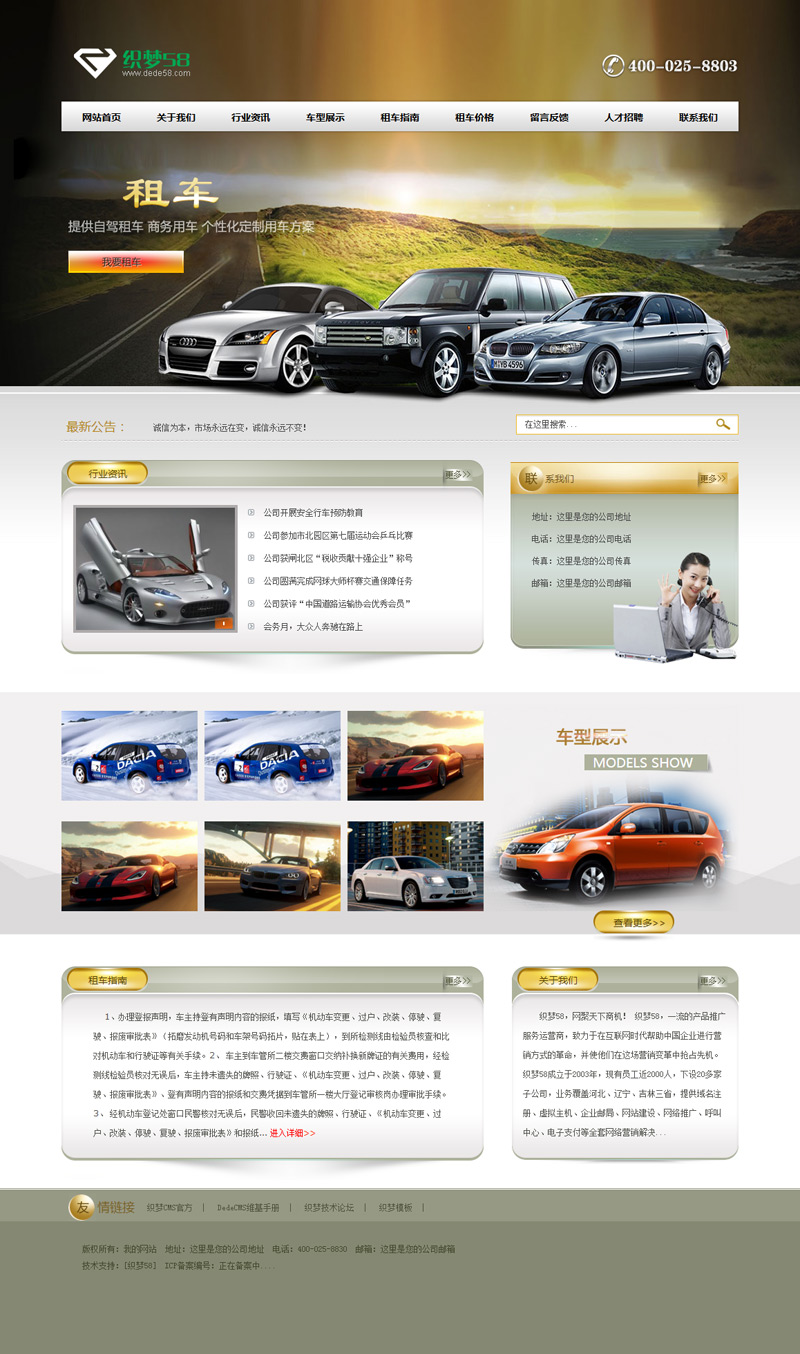 织梦58
www.dede58.com
400-025-8803
网站首页 关于我们 行业资讯 车型展示 租车指南 租车价格 留言反馈 人才招聘 联系我们
租车
提供自驾租车 商务用车 个性化定制用车方案
我要租车
M·YB 4596
最新公告：
诚信为本，市场永远在变，诚信永远不变！
在这里搜索...
行业资讯
更多>>
公司开展安全行车预防教育
公司参加市北园区第七届运动会乒乓比赛
公司获闸北区“税收贡献十强企业”称号
公司圆满完成网球大师杯赛交通保障任务
公司获评“中国道路运输协会优秀会员”
会务月，大众人奔驰在路上
1
联系我们
更多>>
地址：这里是您的公司地址
电话：这里是您的公司电话
传真：这里是您的公司传真
邮箱：这里是您的公司邮箱
DACIA
DACIA
车型展示
MODELS SHOW
查看更多>>
租车指南
更多>>
1、办理登报声明，车主持登有声明内容的报纸，填写《机动车变更、过户、改装、停驶、复
驶、报废审批表》（拓磨发动机号码和车架号码拓片，贴在表上），到所检测线由检验员核查和比
对机动车和行驶证等有关手续。2、 车主到车管所二楼交费窗口交纳补换新牌证的有关费用，经检
测线检验员核对无误后，车主持未遗失的牌照、行驶证、《机动车变更、过户、改装、停驶、复
驶、报废审批表》、登有声明内容的报纸和交费凭据到车管所一楼大厅登记审核岗办理审批手续。
3、 经机动车登记处窗口民警核对无误后，民警收回未遗失的牌照、行驶证、《机动车变更、过
户、改装、停驶、复驶、报废审批表》和报纸... 进入详细>>
关于我们
更多>>
织梦58，网聚天下商机！ 织梦58，一流的产品推广
服务运营商，致力于在互联网时代帮助中国企业进行营
销方式的革命，并使他们在这场营销变革中抢占先机。
织梦58成立于2003年，现有员工近2000人，下设20多家
子公司，业务覆盖河北、辽宁、吉林三省，提供域名注
册、虚拟主机、企业邮局、网站建设、网络推广、呼叫
中心、电子支付等全套网络营销解决...
友情链接
织梦CMS官方 | DedeCMS维基手册 | 织梦技术论坛 | 织梦模板 |
版权所有：我的网站 地址：这里是您的公司地址 电话：400-025-8830 邮箱：这里是您的公司邮箱
技术支持：[织梦58] ICP备案编号：正在备案中....